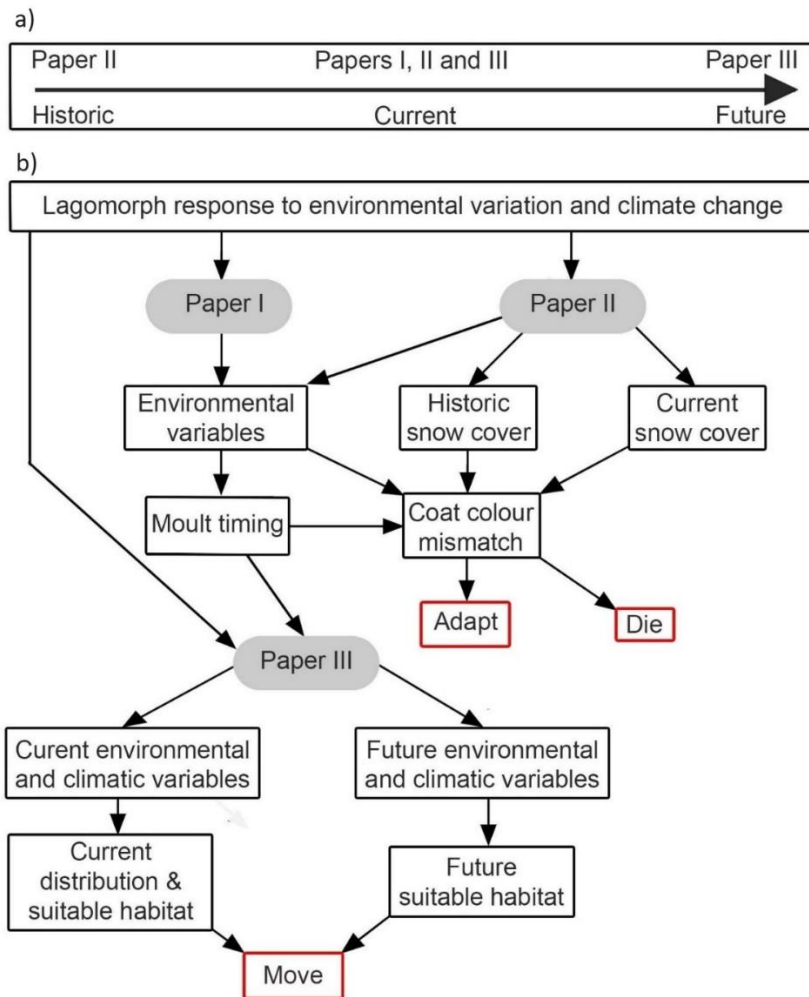 a)
Paper II Papers I, II and III Paper III
Historic Current Future
b)
Lagomorph response to environmental variation and climate change
Paper I Paper II
Environmental
variables
Historic
snow cover
Current
snow cover
Moult timing
Coat colour
mismatch
Adapt
Die
Paper III
Curent environmental
and climatic variables
Future environmental
and climatic variables
Current
distribution &
suitable habitat
Future
suitable habitat
Move